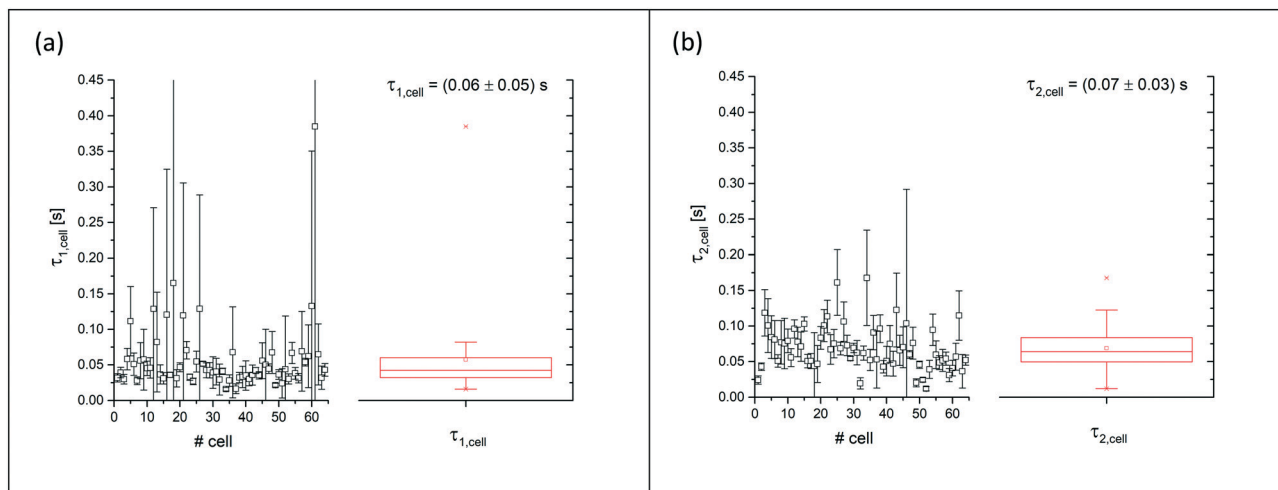 (a)
τ1,cell = (0.06 ± 0.05) s
0.45
0.40
0.35
0.30
0.25
0.20
0.15
0.10
0.05
0.00
τ1,cell [s]
0 10 20 30 40 50 60
# cell
τ1,cell
(b)
τ2,cell = (0.07 ± 0.03) s
0.45
0.40
0.35
0.30
0.25
0.20
0.15
0.10
0.05
0.00
τ2,cell [s]
0 10 20 30 40 50 60
# cell
τ2,cell